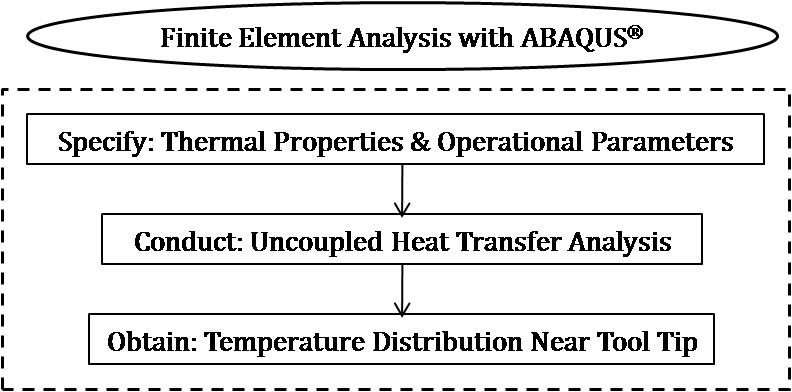 Finite Element Analysis with ABAQUS®
Specify: Thermal Properties & Operational Parameters
Conduct: Uncoupled Heat Transfer Analysis
Obtain: Temperature Distribution Near Tool Tip